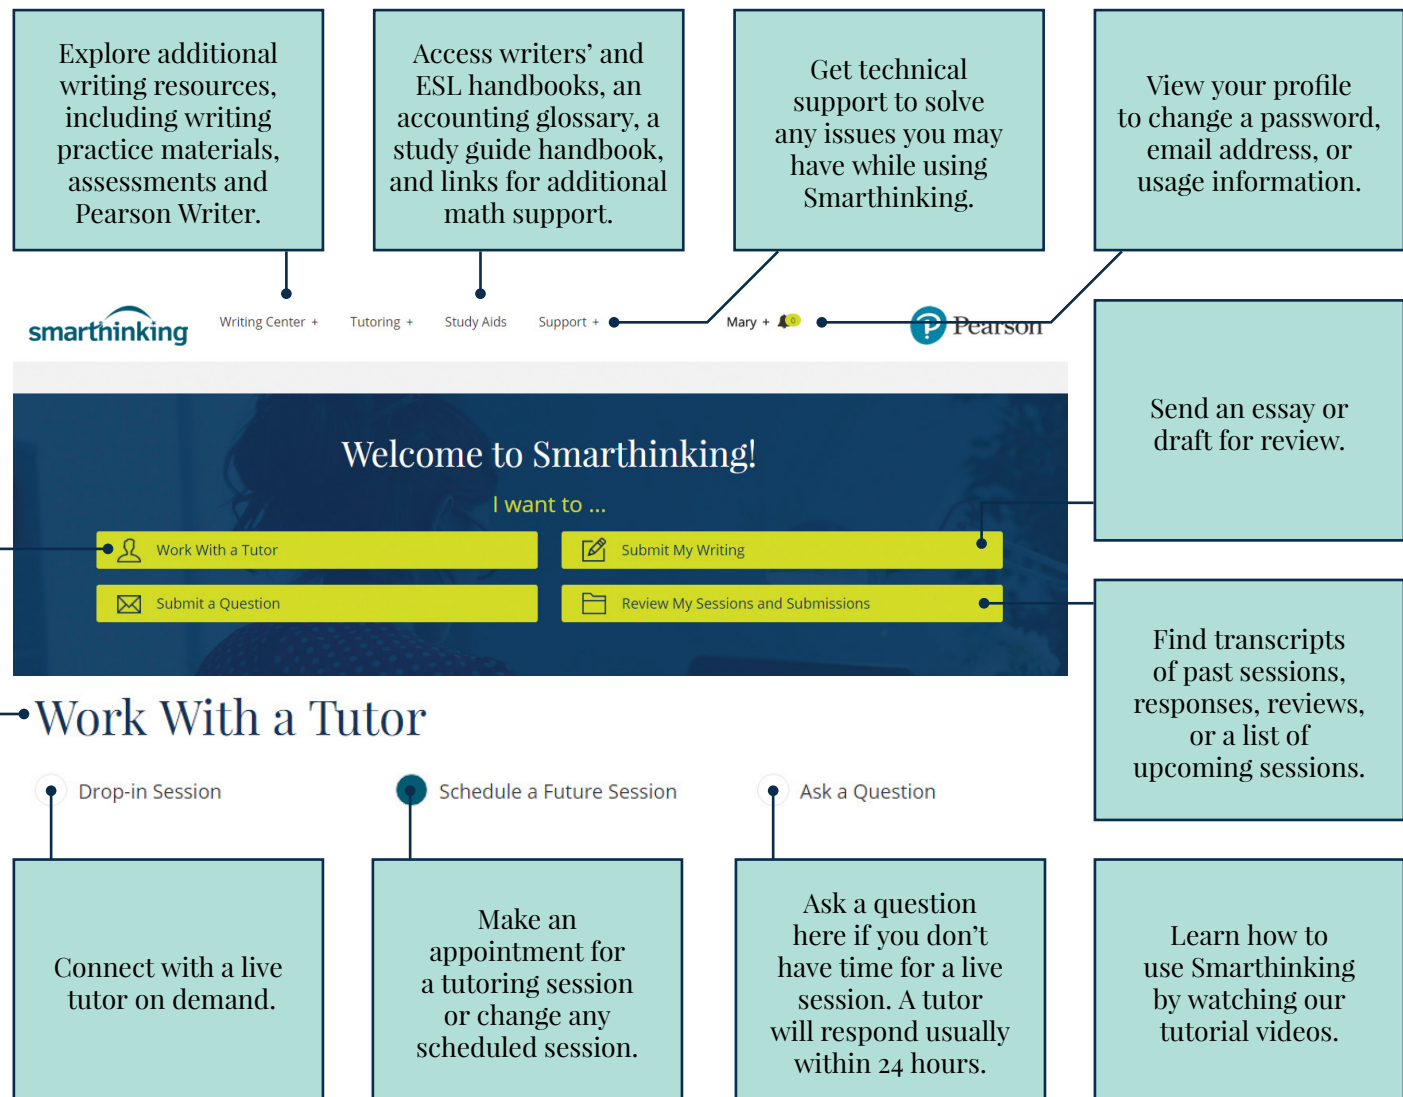 Explore additional
writing resources,
including writing
practice materials,
assessments and
Pearson Writer.
Access writers’ and
ESL handbooks, an
accounting glossary, a
study guide handbook,
and links for additional
math support.
Get technical
support to solve
any issues you may
have while using
Smarthinking.
View your profile
to change a password,
email address, or
usage information.
smarthinking
Writing Center +
Tutoring +
Study Aids
Support +
Mary +
0
P
Pearson
Welcome to Smarthinking!
I want to ...
Work With a Tutor
Submit My Writing
Submit a Question
Review My Sessions and Submissions
Send an essay or
draft for review.
Find transcripts
of past sessions,
responses, reviews,
or a list of
upcoming sessions.
Work With a Tutor
Drop-in Session
Schedule a Future Session
Ask a Question
Connect with a live
tutor on demand.
Make an
appointment for
a tutoring session
or change any
scheduled session.
Ask a question
here if you don’t
have time for a live
session. A tutor
will respond usually
within 24 hours.
Learn how to
use Smarthinking
by watching our
tutorial videos.